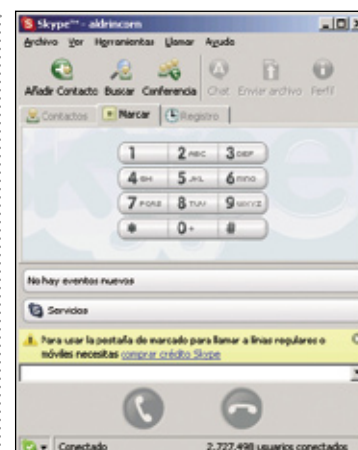 Skype™ - aldrincorn
Archivo Ver Herramientas Llamar Ayuda
Añadir Contacto Buscar Conferencia Chat Enviar archivo Perfil
Contactos Marcar Registro
1 2 ABC 3 DEF
4 GHI 5 JKL 6 MNO
7 PQRS 8 TUV 9 WXYZ
* 0 + #
No hay eventos nuevos
Servicios
Para usar la pestaña de marcado para llamar a líneas regulares o
móviles necesitas comprar crédito Skype
Conectado 2.727.498 usuarios conectados